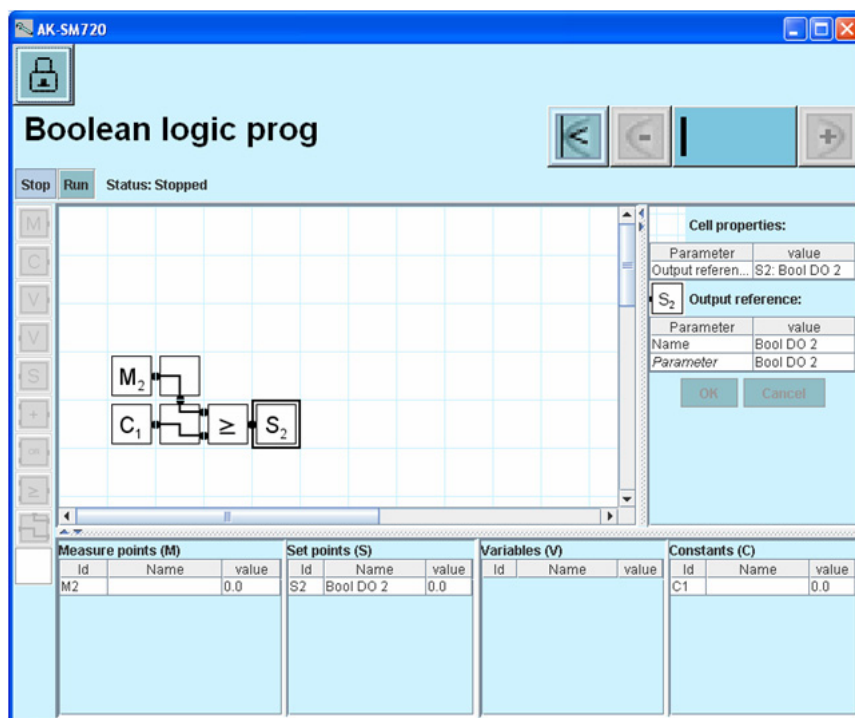 AK-SM720
Boolean logic prog
< - +
Stop Run Status: Stopped
M
C
V
V
S
+
OR
≥
Cell properties:
Parameter value
Output referen... S2: Bool DO 2
S2 Output reference:
Parameter value
Name Bool DO 2
Parameter Bool DO 2
OK Cancel
M2
C1 ≥ S2
Measure points (M) Set points (S) Variables (V) Constants (C)
Id Name value Id Name value Id Name value Id Name value
M2 0.0 S2 Bool DO 2 0.0 C1 0.0